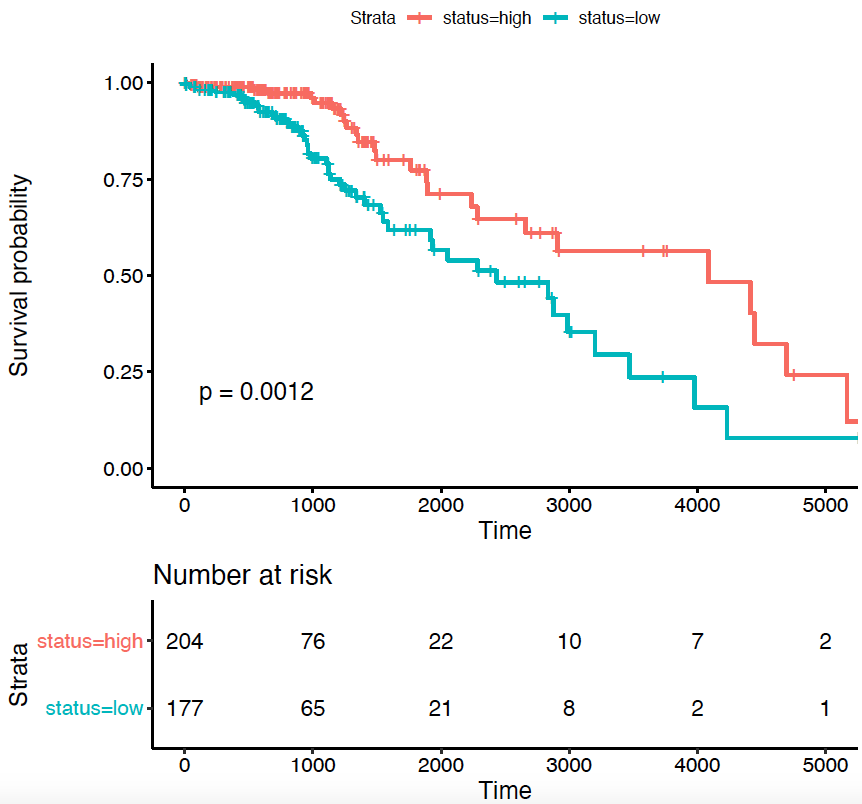 Strata status=high status=low
Survival probability
1.00
0.75
0.50
0.25
0.00
p = 0.0012
0 1000 2000 3000 4000 5000
Time
Number at risk
Strata
status=high 204 76 22 10 7 2
status=low 177 65 21 8 2 1
0 1000 2000 3000 4000 5000
Time